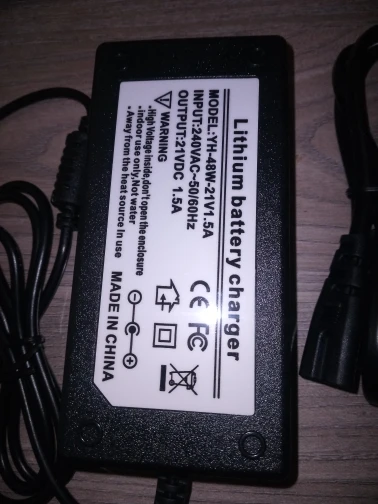 Lithium battery charger
MODEL:YH-48W-21V1.5A
INPUT:240VAC~50/60Hz
OUTPUT:21VDC 1.5A
WARNING
•High Voltage inside,don't open the enclosure
•indoor use only,Not water
•Away from the heat source In use
MADE IN CHINA
CE FC